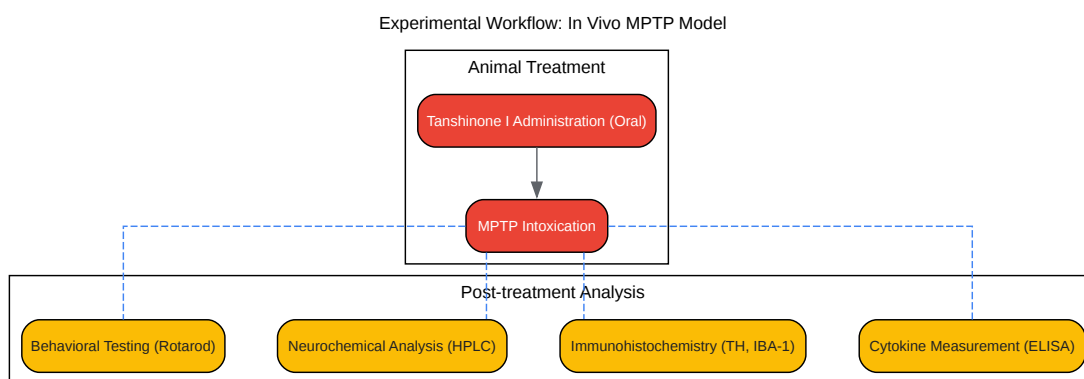 Experimental Workflow: In Vivo MPTP Model
Animal Treatment
Tanshinone I Administration (Oral)
MPTP Intoxication
Post-treatment Analysis
Behavioral Testing (Rotarod)
Neurochemical Analysis (HPLC)
Immunohistochemistry (TH, IBA-1)
Cytokine Measurement (ELISA)